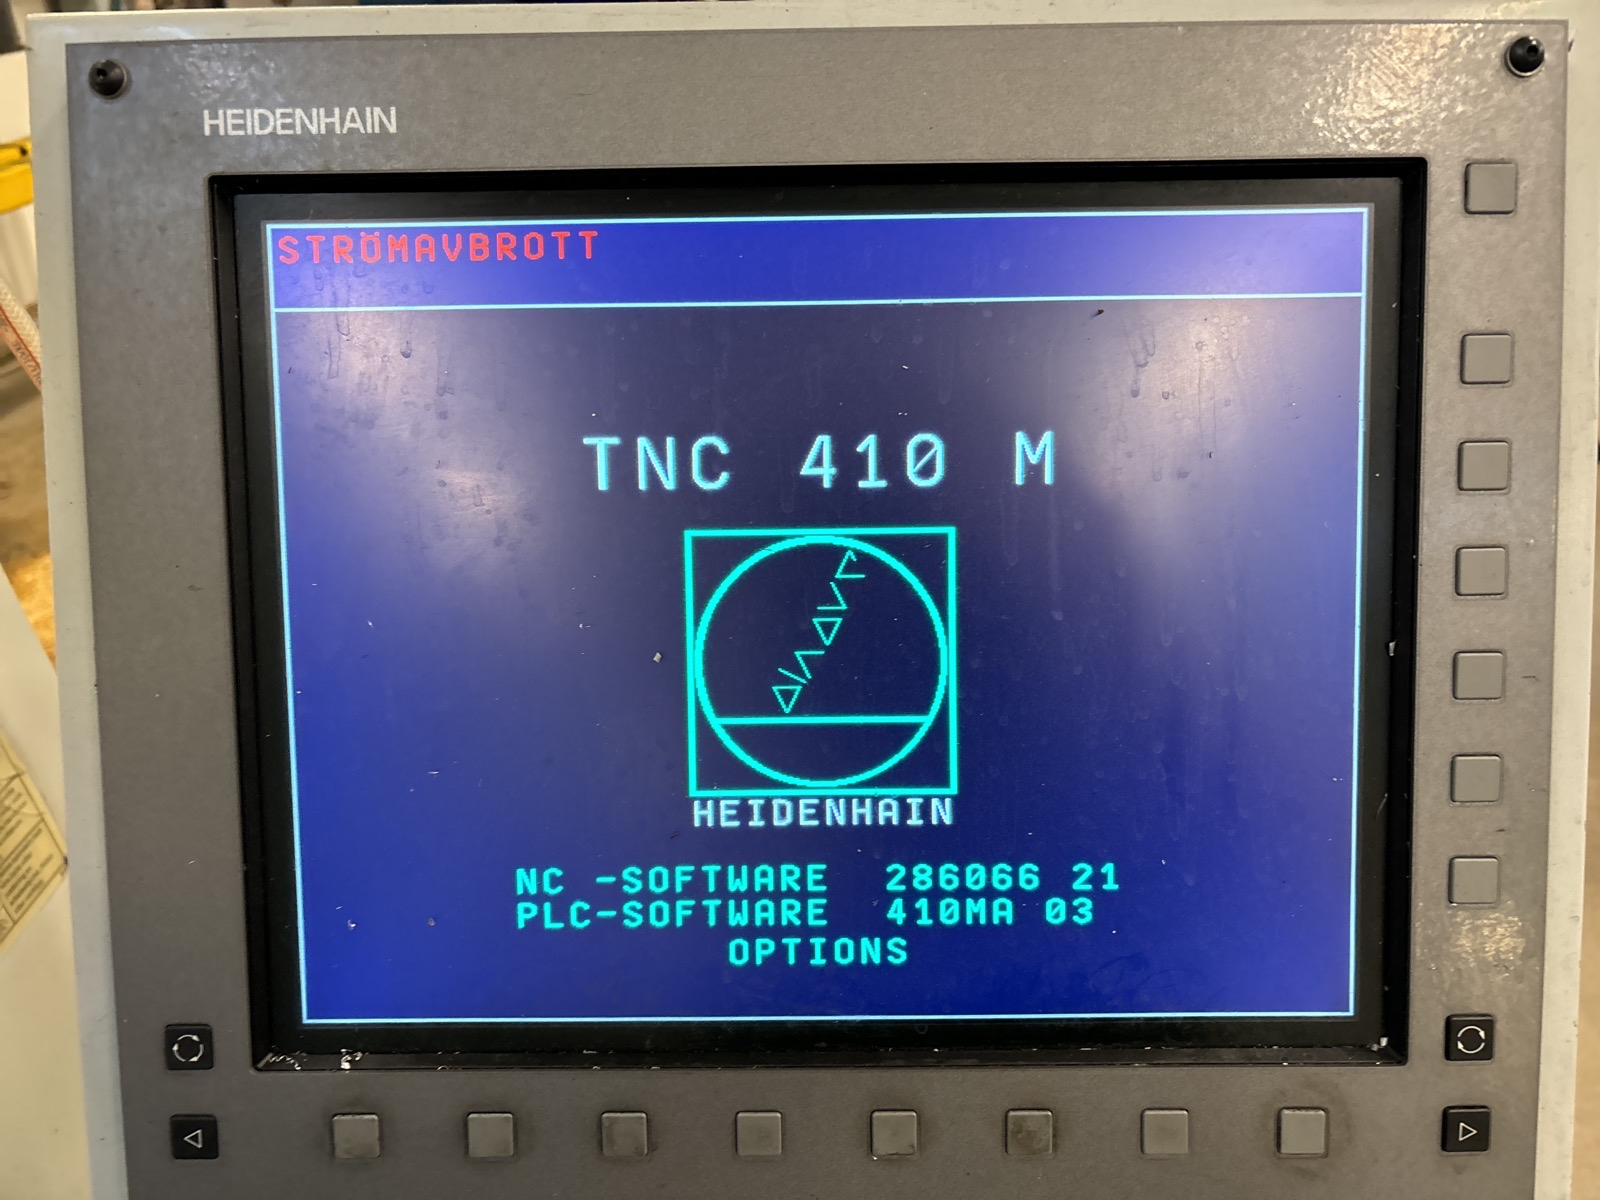 HEIDENHAIN
STRÖMAVBROTT
TNC 410 M
HEIDENHAIN
NC -SOFTWARE 286066 21
PLC-SOFTWARE 410MA 03
OPTIONS